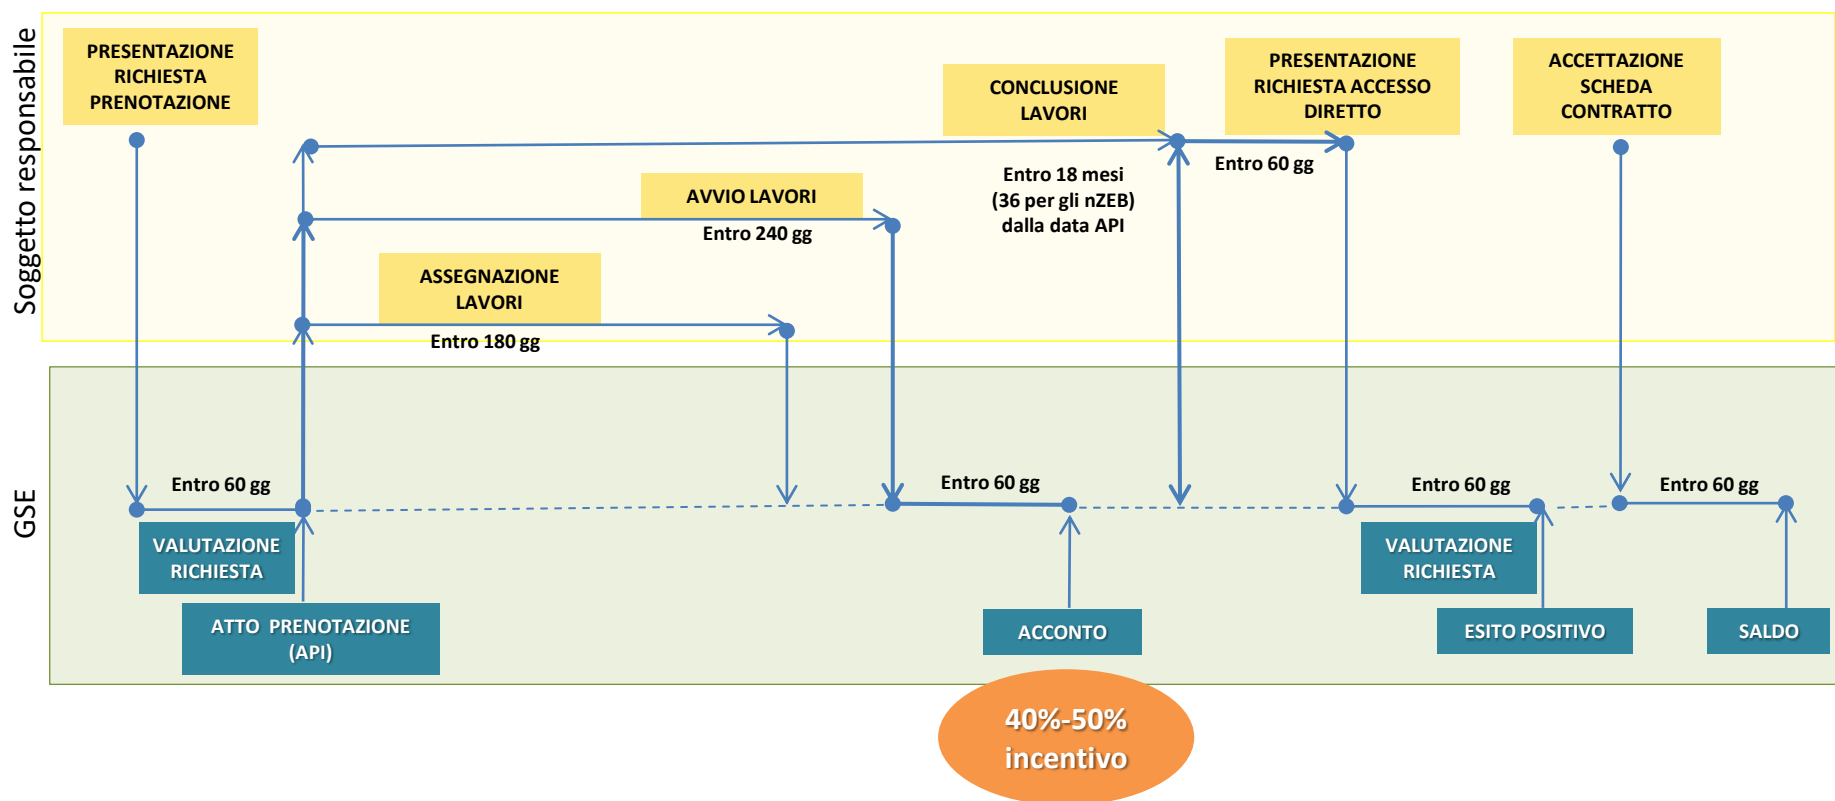 Soggetto responsabile
PRESENTAZIONE
RICHIESTA
PRENOTAZIONE
CONCLUSIONE
LAVORI
PRESENTAZIONE
RICHIESTA ACCESSO
DIRETTO
ACCETTAZIONE
SCHEDA
CONTRATTO
Entro 60 gg
Entro 18 mesi
(36 per gli nZEB)
dalla data API
AVVIO LAVORI
Entro 240 gg
ASSEGNAZIONE
LAVORI
Entro 180 gg
GSE
Entro 60 gg
Entro 60 gg
Entro 60 gg
Entro 60 gg
VALUTAZIONE
RICHIESTA
VALUTAZIONE
RICHIESTA
ATTO PRENOTAZIONE
(API)
ACCONTO
ESITO POSITIVO
SALDO
40%-50%
incentivo